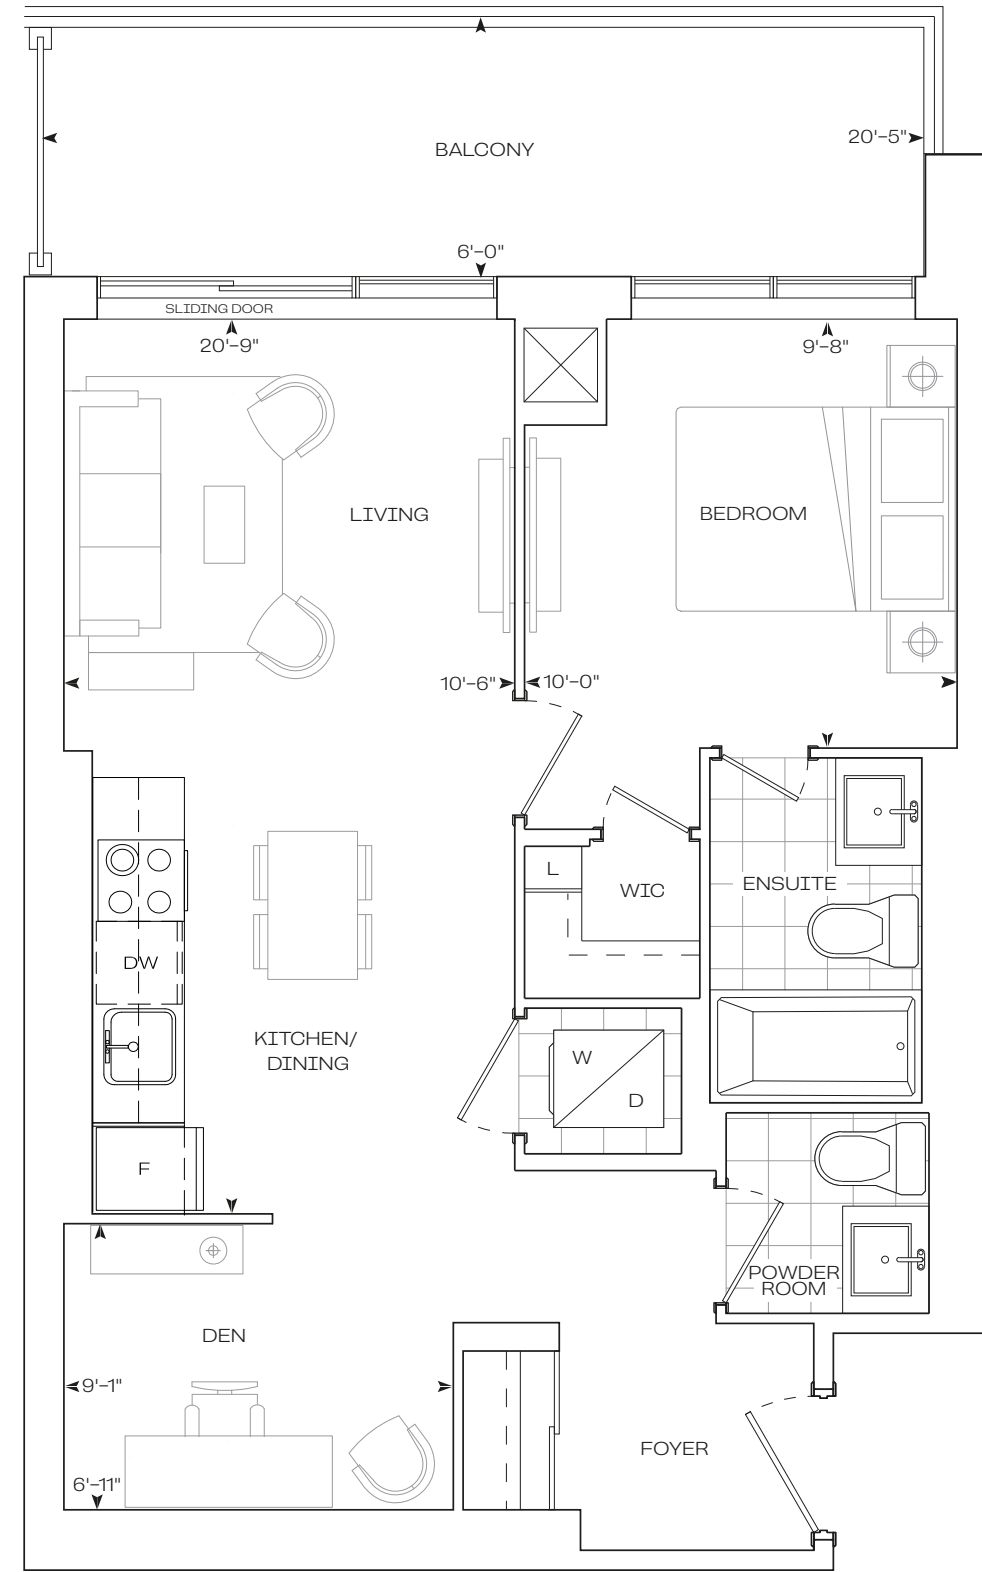 20'-5"
BALCONY
6'-0"
SLIDING DOOR
20'-9"
9'-8"
LIVING
BEDROOM
10'-6"
10'-0"
L
WIC
ENSUITE
DW
KITCHEN/
DINING
W
D
F
POWDER
ROOM
DEN
9'-1"
FOYER
6'-11"